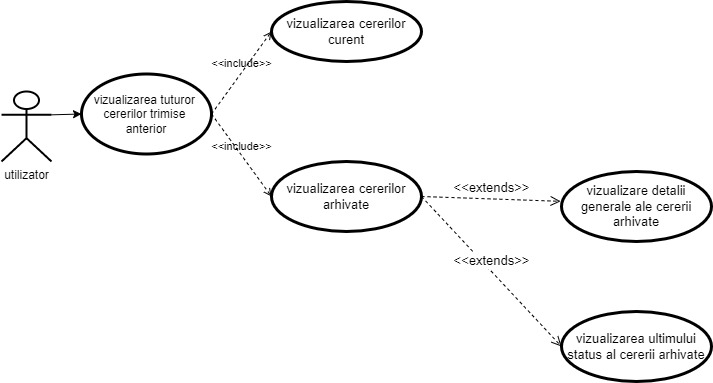 utilizator
vizualizarea tuturor
cererilor trimise
anterior
<<include>>
vizualizarea cererilor
curent
<<include>>
vizualizarea cererilor
arhivate
<<extends>>
vizualizare detalii
generale ale cererii
arhivate
<<extends>>
vizualizarea ultimului
status al cererii arhivate